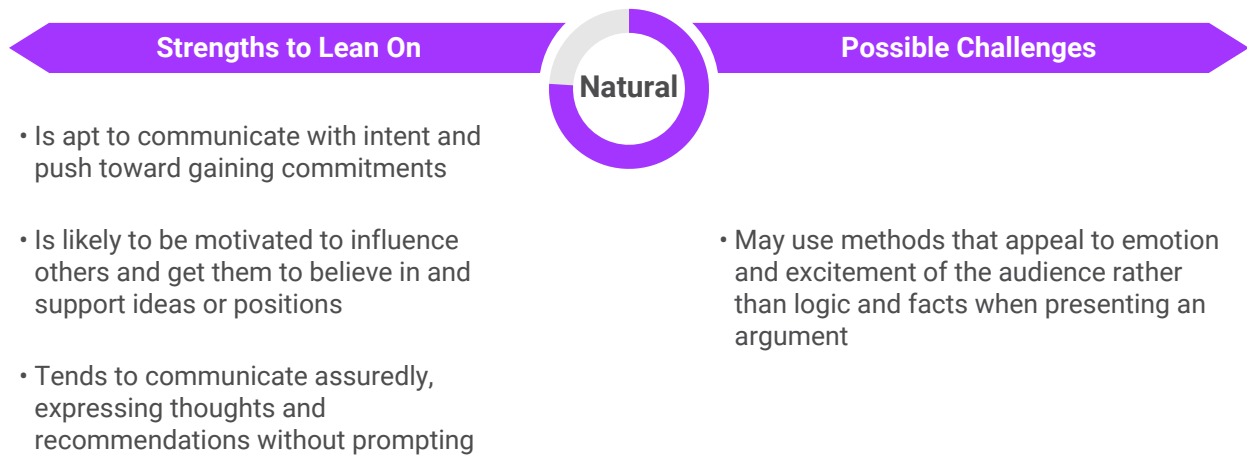 Strengths to Lean On
Natural
Possible Challenges
• Is apt to communicate with intent and
push toward gaining commitments
• Is likely to be motivated to influence
others and get them to believe in and
support ideas or positions
• Tends to communicate assuredly,
expressing thoughts and
recommendations without prompting
• May use methods that appeal to emotion
and excitement of the audience rather
than logic and facts when presenting an
argument